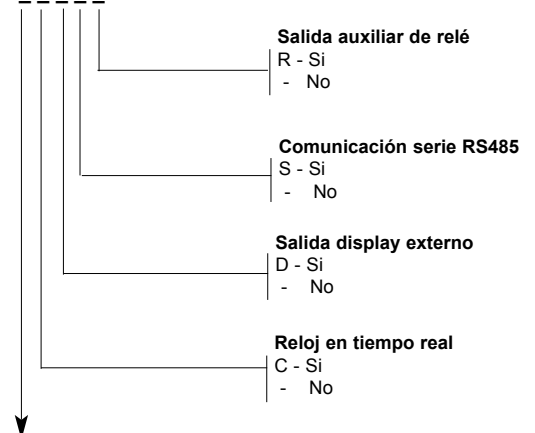 Salida auxiliar de relé
R - Si
- No
Comunicación serie RS485
S - Si
- No
Salida display externo
D - Si
- No
Reloj en tiempo real
C - Si
- No